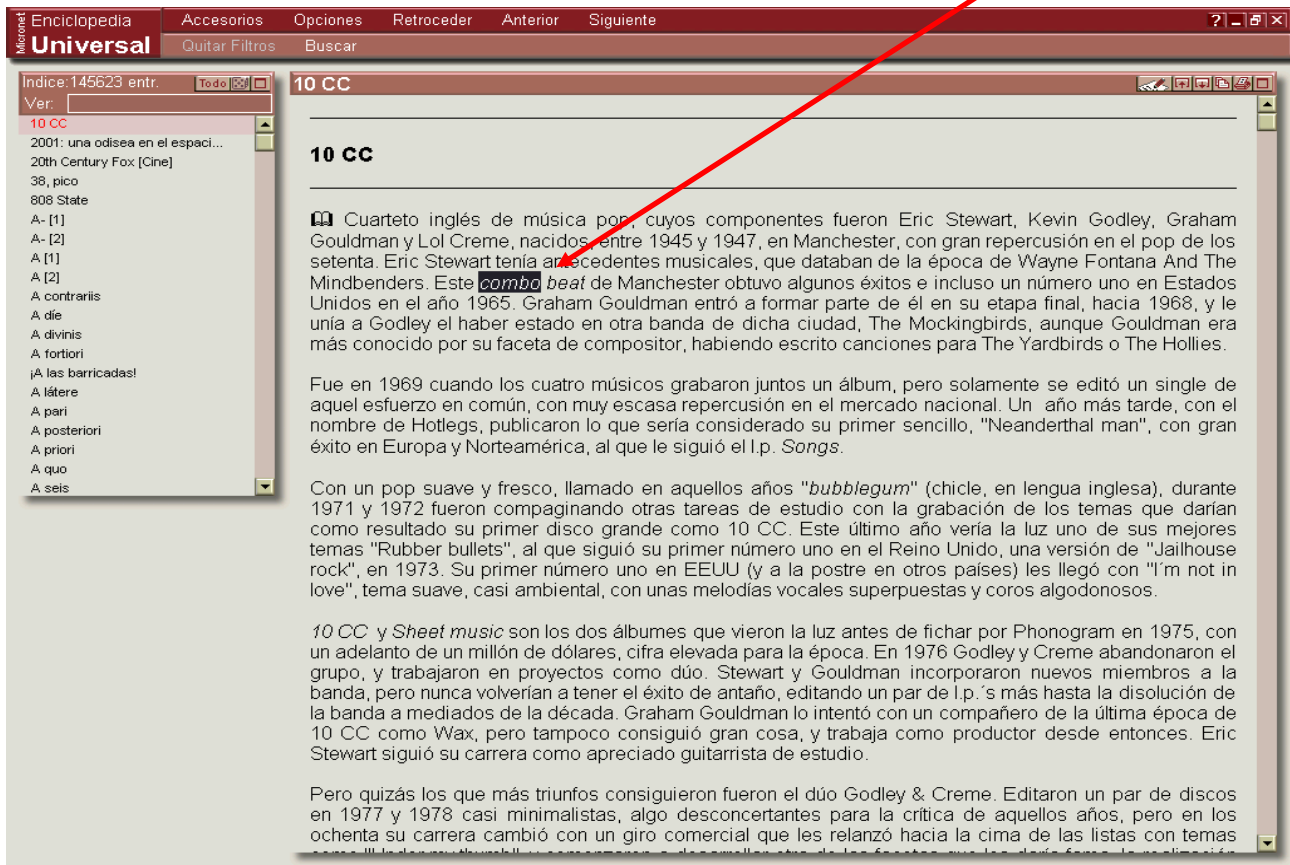 Micronet
Enciclopedia
Universal
Accesorios Opciones Retroceder Anterior Siguiente
Quitar Filtros Buscar
Indice:145623 entr. Todo
Ver:
10 CC
2001: una odisea en el espaci...
20th Century Fox [Cine]
38, pico
808 State
A- [1]
A- [2]
A [1]
A [2]
A contrariis
A díe
A divinis
A fortiori
¡A las barricadas!
A látere
A pari
A posteriori
A priori
A quo
A seis
10 CC
10 CC
Cuarteto inglés de música pop, cuyos componentes fueron Eric Stewart, Kevin Godley, Graham
Gouldman y Lol Creme, nacidos, entre 1945 y 1947, en Manchester, con gran repercusión en el pop de los
setenta. Eric Stewart tenía antecedentes musicales, que databan de la época de Wayne Fontana And The
Mindbenders. Este combo beat de Manchester obtuvo algunos éxitos e incluso un número uno en Estados
Unidos en el año 1965. Graham Gouldman entró a formar parte de él en su etapa final, hacia 1968, y le
unía a Godley el haber estado en otra banda de dicha ciudad, The Mockingbirds, aunque Gouldman era
más conocido por su faceta de compositor, habiendo escrito canciones para The Yardbirds o The Hollies.
Fue en 1969 cuando los cuatro músicos grabaron juntos un álbum, pero solamente se editó un single de
aquel esfuerzo en común, con muy escasa repercusión en el mercado nacional. Un año más tarde, con el
nombre de Hotlegs, publicaron lo que sería considerado su primer sencillo, "Neanderthal man", con gran
éxito en Europa y Norteamérica, al que le siguió el l.p. Songs.
Con un pop suave y fresco, llamado en aquellos años "bubblegum" (chicle, en lengua inglesa), durante
1971 y 1972 fueron compaginando otras tareas de estudio con la grabación de los temas que darían
como resultado su primer disco grande como 10 CC. Este último año vería la luz uno de sus mejores
temas "Rubber bullets", al que siguió su primer número uno en el Reino Unido, una versión de "Jailhouse
rock", en 1973. Su primer número uno en EEUU (y a la postre en otros países) les llegó con "I´m not in
love", tema suave, casi ambiental, con unas melodías vocales superpuestas y coros algodonosos.
10 CC y Sheet music son los dos álbumes que vieron la luz antes de fichar por Phonogram en 1975, con
un adelanto de un millón de dólares, cifra elevada para la época. En 1976 Godley y Creme abandonaron el
grupo, y trabajaron en proyectos como dúo. Stewart y Gouldman incorporaron nuevos miembros a la
banda, pero nunca volverían a tener el éxito de antaño, editando un par de l.p.´s más hasta la disolución de
la banda a mediados de la década. Graham Gouldman lo intentó con un compañero de la última época de
10 CC como Wax, pero tampoco consiguió gran cosa, y trabaja como productor desde entonces. Eric
Stewart siguió su carrera como apreciado guitarrista de estudio.
Pero quizás los que más triunfos consiguieron fueron el dúo Godley & Creme. Editaron un par de discos
en 1977 y 1978 casi minimalistas, algo desconcertantes para la crítica de aquellos años, pero en los
ochenta su carrera cambió con un giro comercial que les relanzó hacia la cima de las listas con temas